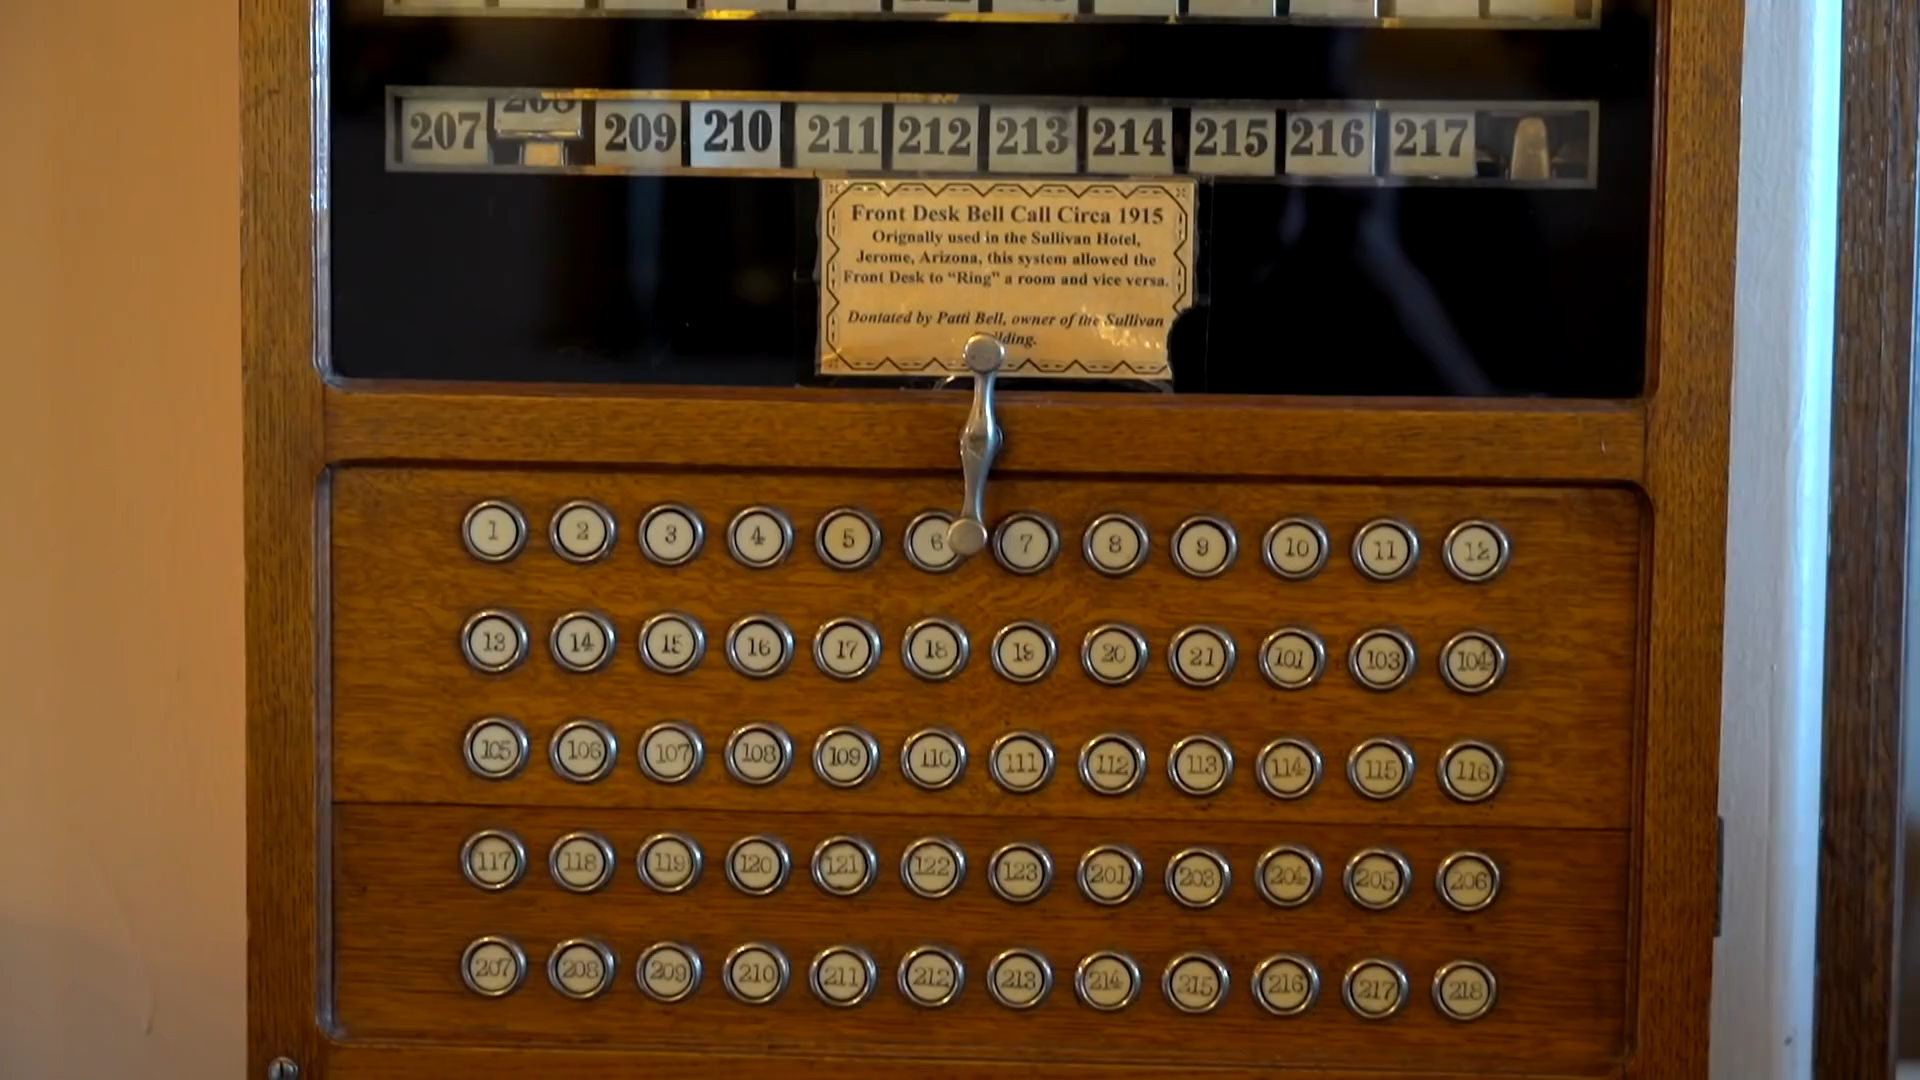 207 208 209 210 211 212 213 214 215 216 217
Front Desk Bell Call Circa 1915
Orignally used in the Sullivan Hotel,
Jerome, Arizona, this system allowed the
Front Desk to “Ring” a room and vice versa.
Dontated by Patti Bell, owner of the Sullivan
1 2 3 4 5 6 7 8 9 10 11 12
13 14 15 16 17 18 19 20 21 101 103 104
105 106 107 108 109 110 111 112 113 114 115 116
117 118 119 120 121 122 123 201 203 204 205 206
207 208 209 210 211 212 213 214 215 216 217 218